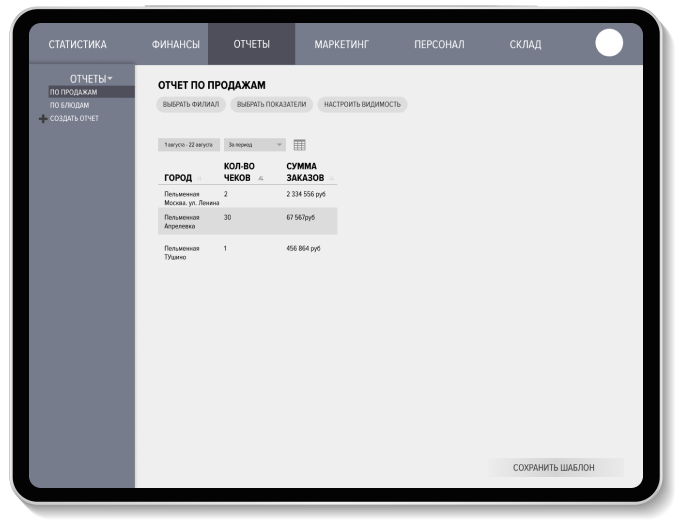 СТАТИСТИКА ФИНАНСЫ ОТЧЕТЫ МАРКЕТИНГ ПЕРСОНАЛ СКЛАД
ОТЧЕТЫ
ПО ПРОДАЖАМ
ПО БЛЮДАМ
СОЗДАТЬ ОТЧЕТ
ОТЧЕТ ПО ПРОДАЖАМ
ВЫБРАТЬ ФИЛИАЛ ВЫБРАТЬ ПОКАЗАТЕЛИ НАСТРОИТЬ ВИДИМОСТЬ
1 августа - 22 августа За период
ГОРОД КОЛ-ВО ЧЕКОВ СУММА ЗАКАЗОВ
Пельменная 2 2 334 556 руб
Москва. ул. Ленина
Пельменная 30 67 567руб
Апрелевка
Пельменная 1 456 864 руб
ТУшино
СОХРАНИТЬ ШАБЛОН